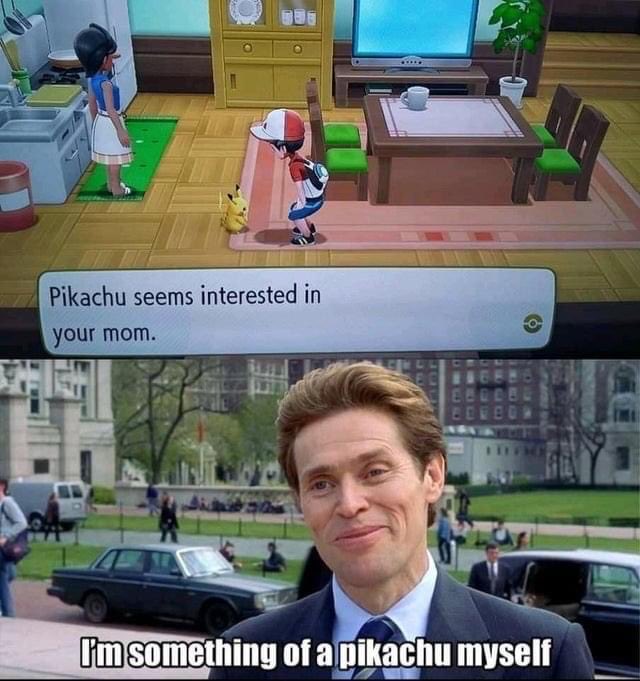 Pikachu seems interested in
your mom.
I'm something of a pikachu myself